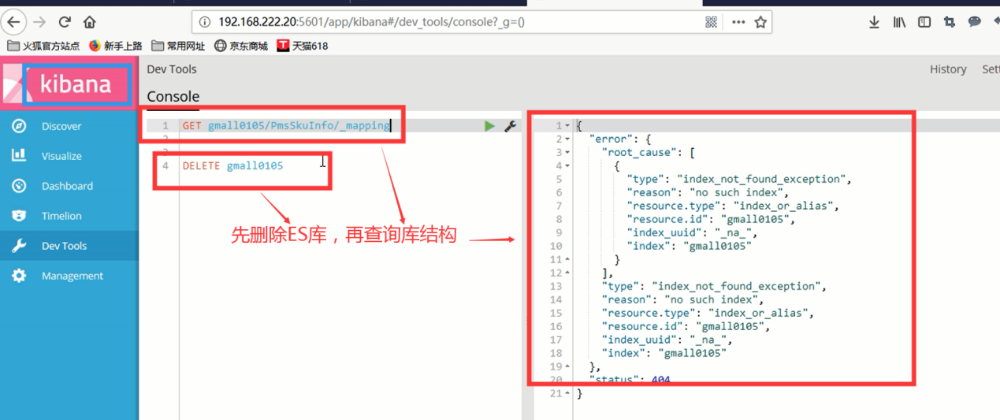 192.168.222.20:5601/app/kibana#/dev_tools/console?_g=()
火狐官方站点 新手上路 常用网址 京东商城 天猫618
kibana
Discover
Visualize
Dashboard
Timelion
Dev Tools
Management
Dev Tools
History
Console
1 GET gmall0105/PmsSkuInfo/_mapping
2
3
4 DELETE gmall0105
先删除ES库，再查询库结构
1 {
2 "error": {
3 "root_cause": [
4 {
5 "type": "index_not_found_exception",
6 "reason": "no such index",
7 "resource.type": "index_or_alias",
8 "resource.id": "gmall0105",
9 "index_uuid": "_na_",
10 "index": "gmall0105"
11 }
12 ],
13 "type": "index_not_found_exception",
14 "reason": "no such index",
15 "resource.type": "index_or_alias",
16 "resource.id": "gmall0105",
17 "index_uuid": "_na_",
18 "index": "gmall0105"
19 },
20 "status": 404
21 }